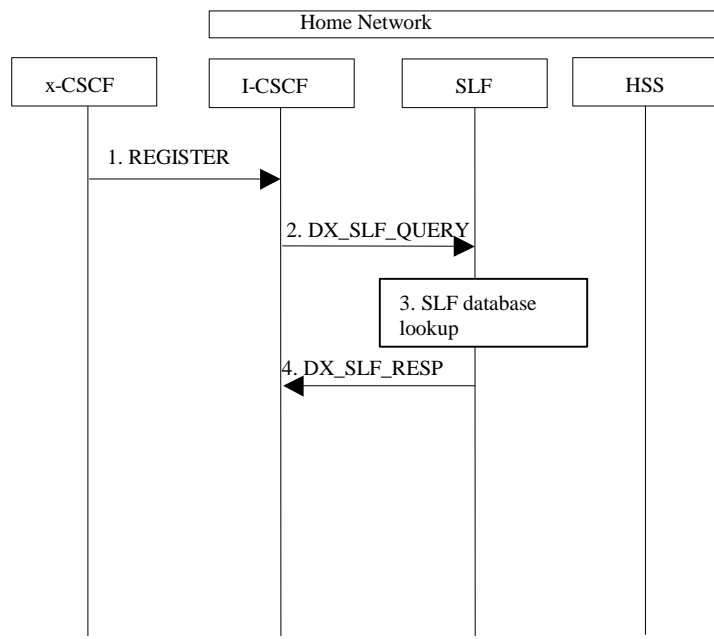 Home Network
x-CSCF
I-CSCF
SLF
HSS
1. REGISTER
2. DX_SLF_QUERY
3. SLF database
lookup
4. DX_SLF_RESP